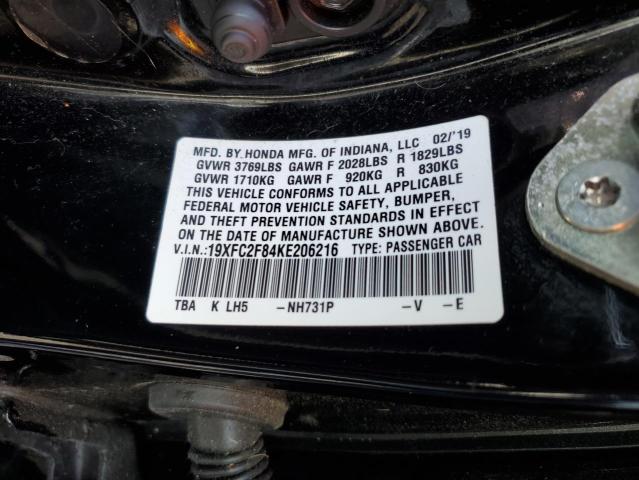 MFD. BY HONDA MFG. OF INDIANA, LLC 02/'19
GVWR 3769LBS GAWR F 2028LBS R 1829LBS
GVWR 1710KG GAWR F 920KG R 830KG
THIS VEHICLE CONFORMS TO ALL APPLICABLE
FEDERAL MOTOR VEHICLE SAFETY, BUMPER,
AND THEFT PREVENTION STANDARDS IN EFFECT
ON THE DATE OF MANUFACTURE SHOWN ABOVE.
V.I.N.:19XFC2F84KE206216 TYPE: PASSENGER CAR
TBA K LH5 –NH731P –V –E